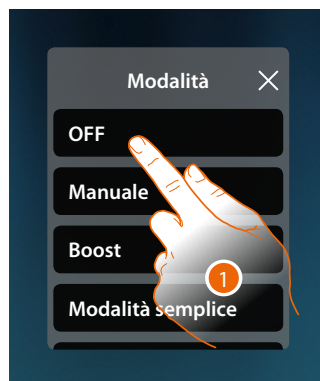 Modalità
OFF
Manuale
Boost
1
Modalità semplice